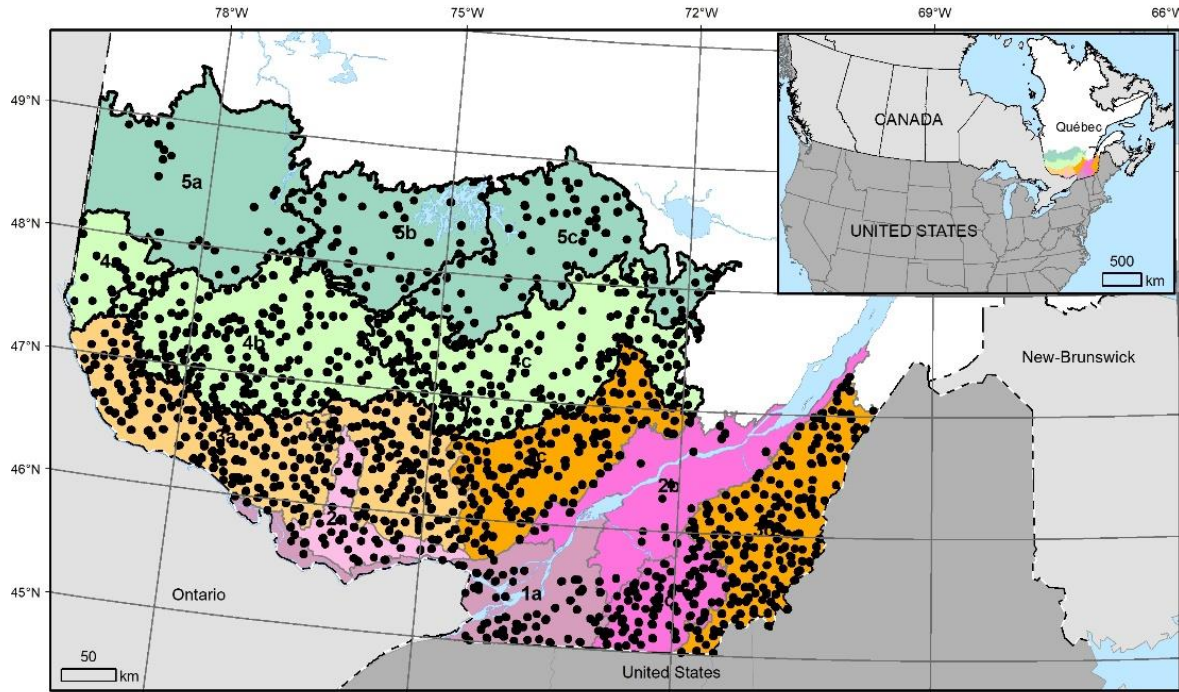 78°W 75°W 72°W 69°W 66°W
49°N
48°N
47°N
46°N
45°N
CANADA
Québec
UNITED STATES
500
km
5a
5b
5c
4b
New-Brunswick
2b
1a
Ontario
50
km
United States